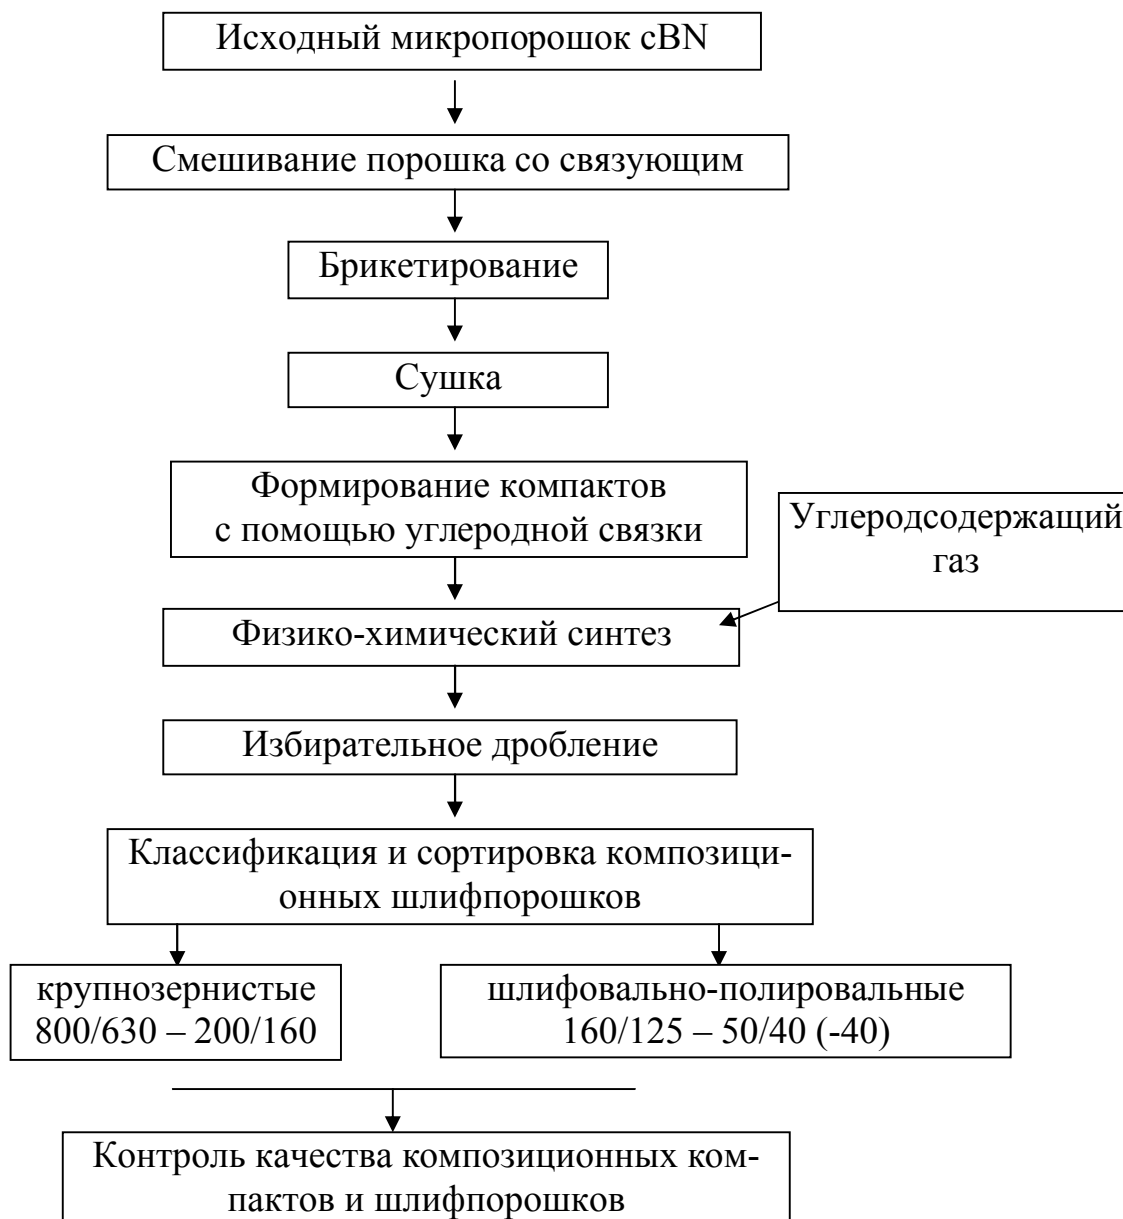 Исходный микропорошок cBN
Смешивание порошка со связующим
Брикетирование
Сушка
Формирование компактов
с помощью углеродной связки
Углеродсодержащий
газ
Физико-химический синтез
Избирательное дробление
Классификация и сортировка композици-
онных шлифпорошков
крупнозернистые
800/630 – 200/160
шлифовально-полировальные
160/125 – 50/40 (-40)
Контроль качества композиционных ком-
пактов и шлифпорошков